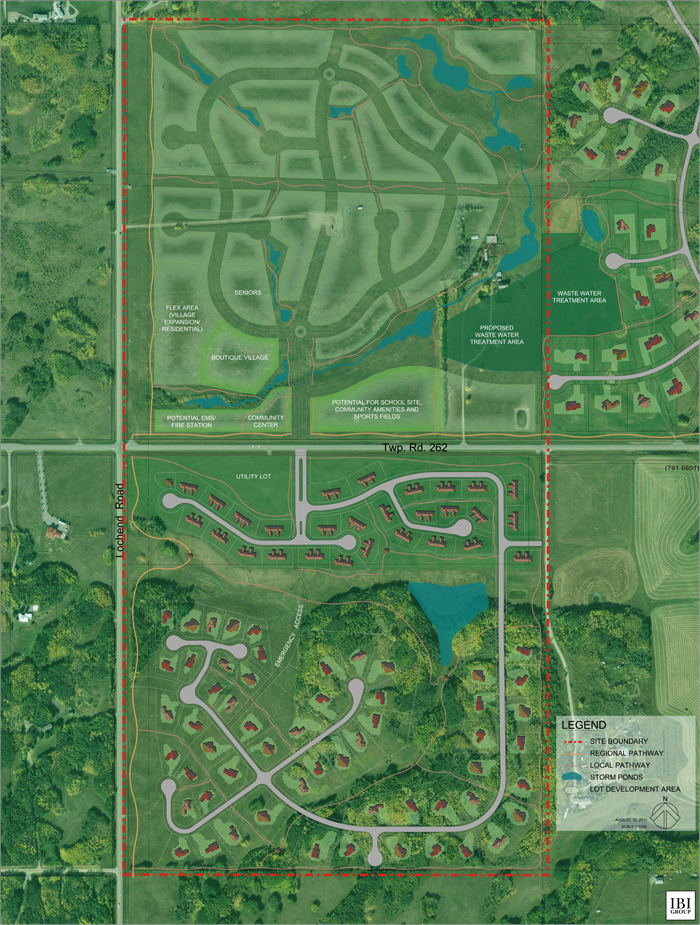 SENIORS
FLEX AREA
(VILLAGE
EXPANSION/
RESIDENTIAL)
WASTE WATER
TREATMENT AREA
PROPOSED
WASTE WATER
TREATMENT AREA
BOUTIQUE VILLAGE
POTENTIAL FOR SCHOOL SITE,
COMMUNITY AMENITIES AND
SPORTS FIELDS
POTENTIAL EMS/
FIRE STATION
COMMUNITY
CENTER
Twp. Rd. 262
(791 0801)
UTILITY LOT
Lochend Road
EMERGENCY ACCESS
LEGEND
SITE BOUNDARY
REGIONAL PATHWAY
LOCAL PATHWAY
STORM PONDS
LOT DEVELOPMENT AREA
N
IBI
GROUP